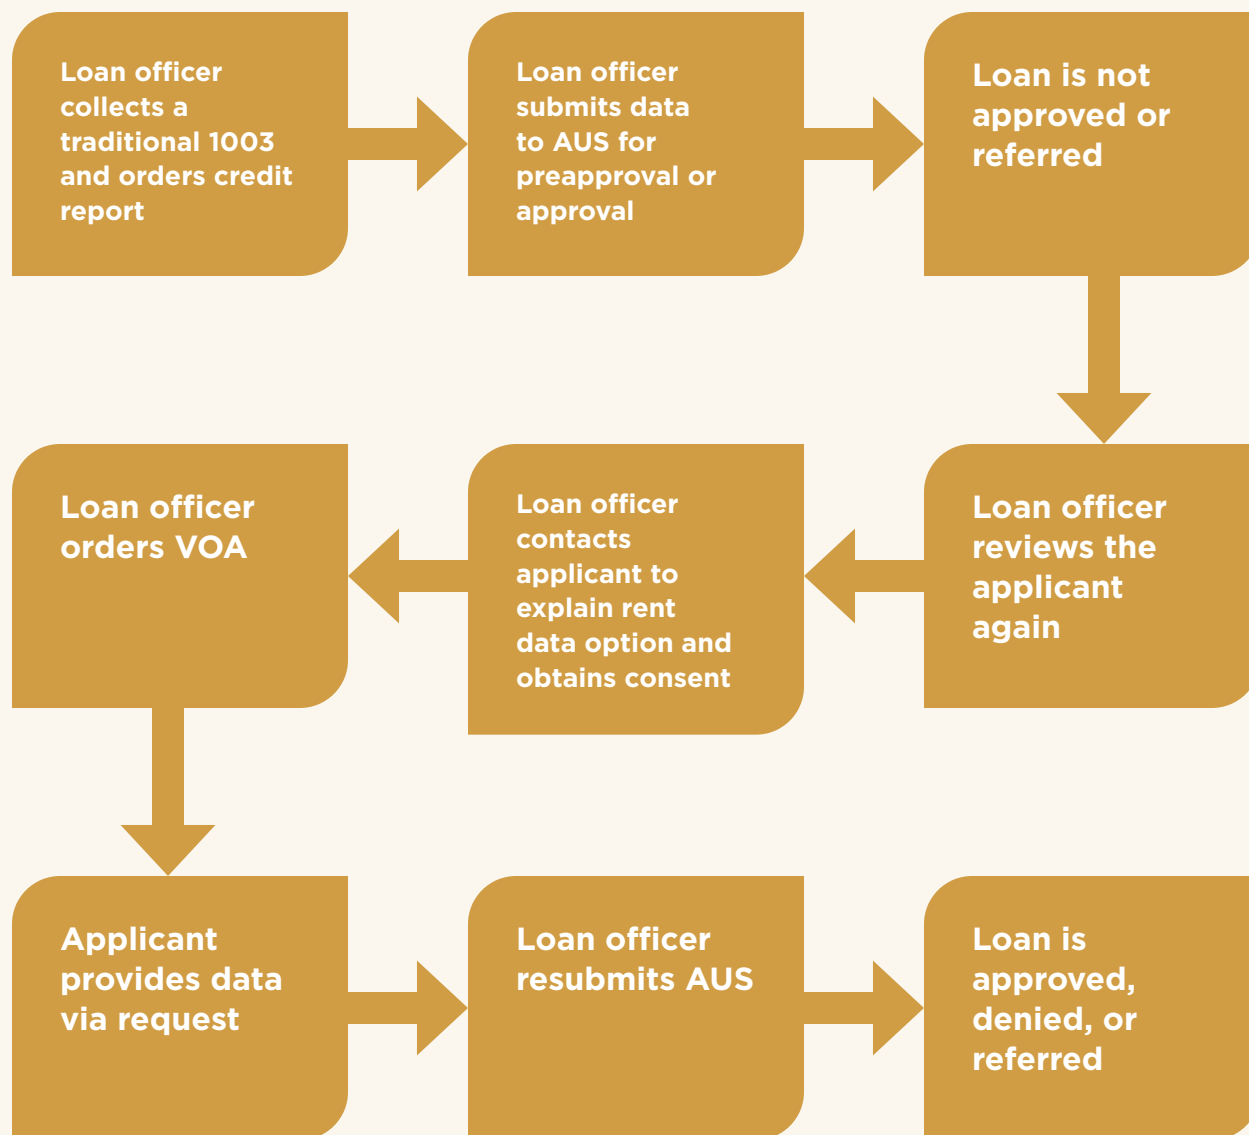 Loan officer
collects a
traditional 1003
and orders credit
report
Loan officer
submits data
to AUS for
preapproval or
approval
Loan is not
approved or
referred
Loan officer
reviews the
applicant
again
Loan officer
contacts
applicant to
explain rent
data option and
obtains consent
Loan officer
orders VOA
Applicant
provides data
via request
Loan officer
resubmits AUS
Loan is
approved,
denied, or
referred